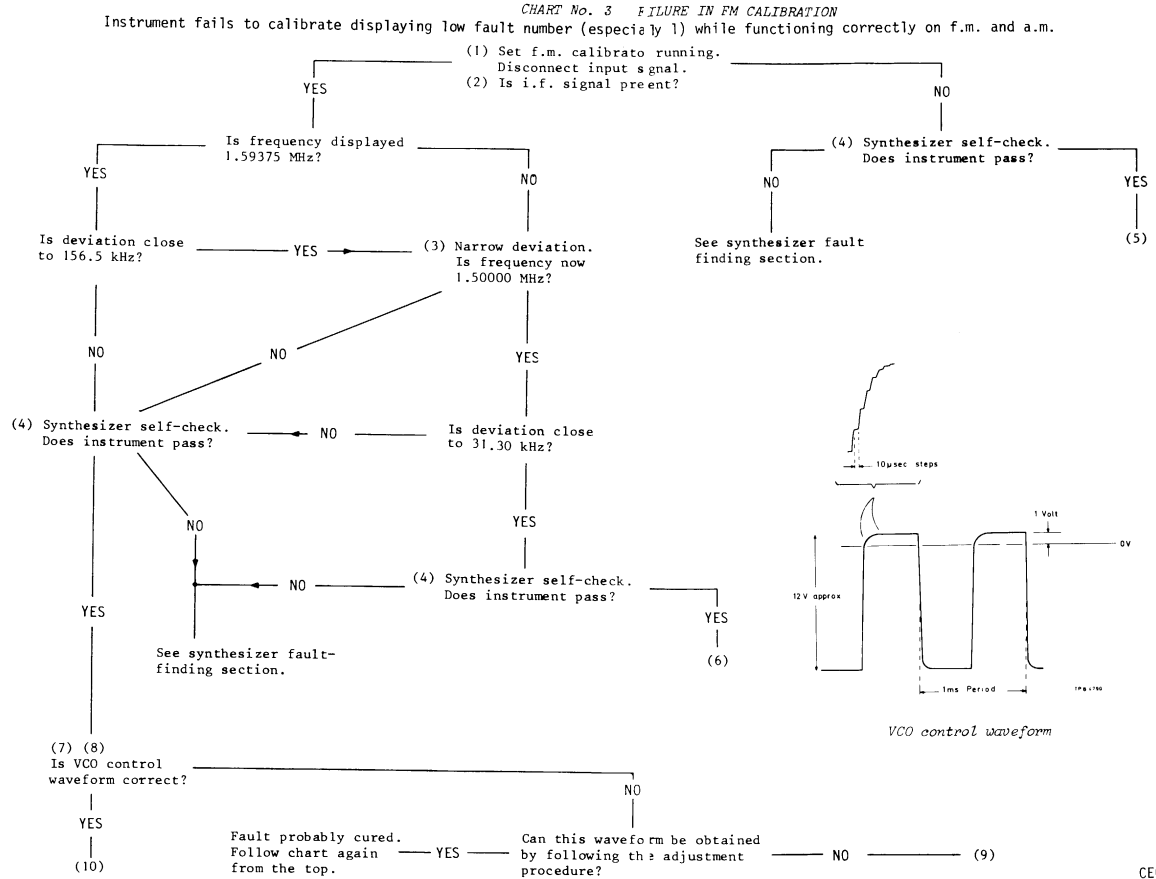 CHART No. 3 F ILURE IN FM CALIBRATION
Instrument fails to calibrate displaying low fault number (especia ly 1) while functioning correctly on f.m. and a.m.
(1) Set f.m. calibrato running.
Disconnect input s gnal.
(2) Is i.f. signal pre ent?
YES
NO
Is frequency displayed
1.59375 MHz?
(4) Synthesizer self-check.
Does instrument pass?
YES
NO
NO
YES
Is deviation close
to 156.5 kHz?
YES
(3) Narrow deviation.
Is frequency now
1.50000 MHz?
See synthesizer fault
finding section.
(5)
NO
NO
YES
(4) Synthesizer self-check.
Does instrument pass?
NO
Is deviation close
to 31.30 kHz?
10µsec steps
NO
YES
1 Volt
0V
12V approx
1ms Period
TPB 4790
VCO control waveform
NO
(4) Synthesizer self-check.
Does instrument pass?
YES
YES
(6)
See synthesizer fault-
finding section.
(7) (8)
Is VCO control
waveform correct?
NO
YES
(10)
Fault probably cured.
Follow chart again
from the top.
YES
Can this wavefo rm be obtained
by following the adjustment
procedure?
NO
(9)
CE